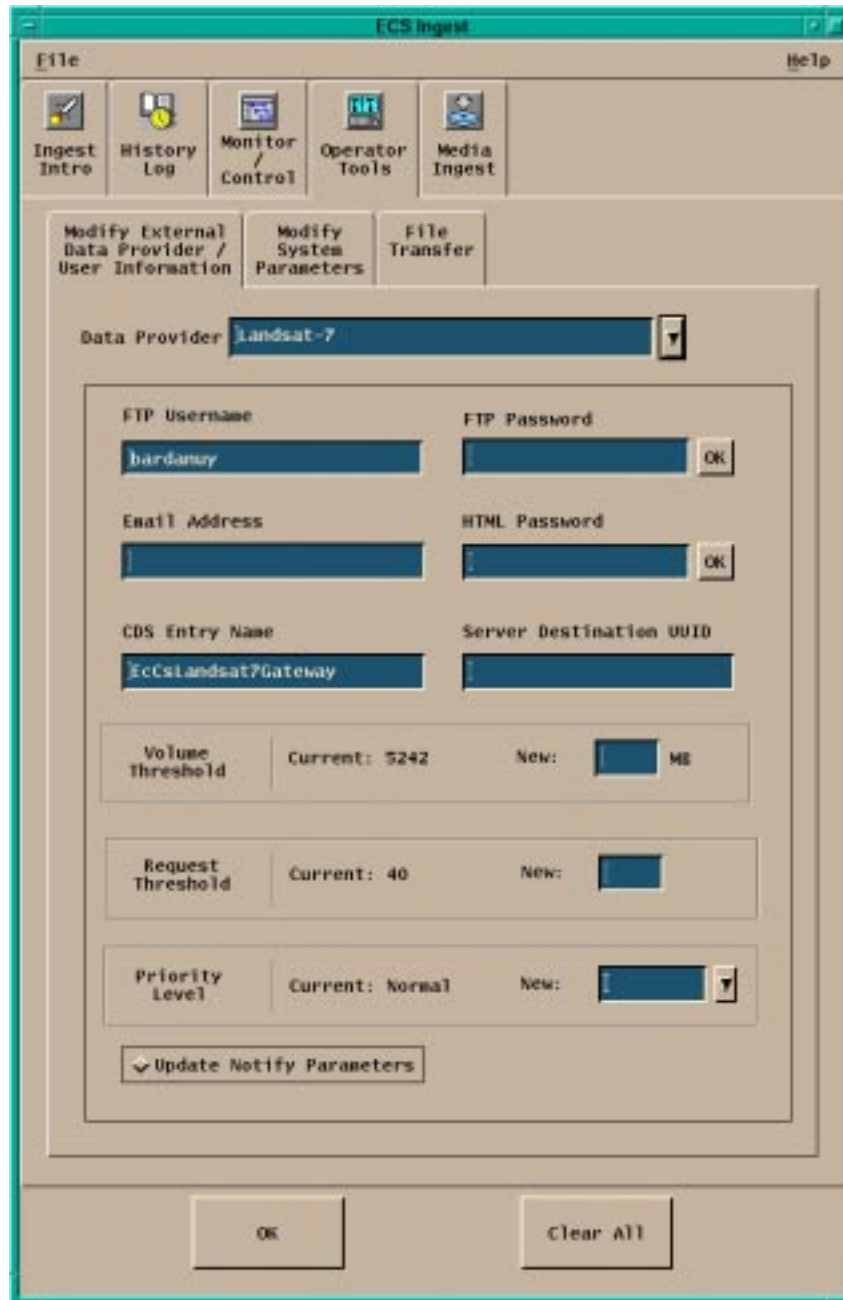 ECS Ingest
File
Help
Ingest
Intro
History
Log
Monitor
/
Control
Operator
Tools
Media
Ingest
Modify External
Data Provider /
User Information
Modify
System
Parameters
File
Transfer
Data Provider
Landsat-7
FTP Username
FTP Password
bardanuy
OK
Email Address
HTML Password
OK
CDS Entry Name
Server Destination UUID
EcCsLandsat7Gateway
Volume
Threshold
Current: 5242
New:
MB
Request
Threshold
Current: 40
New:
Priority
Level
Current: Normal
New:
Update Notify Parameters
OK
Clear All